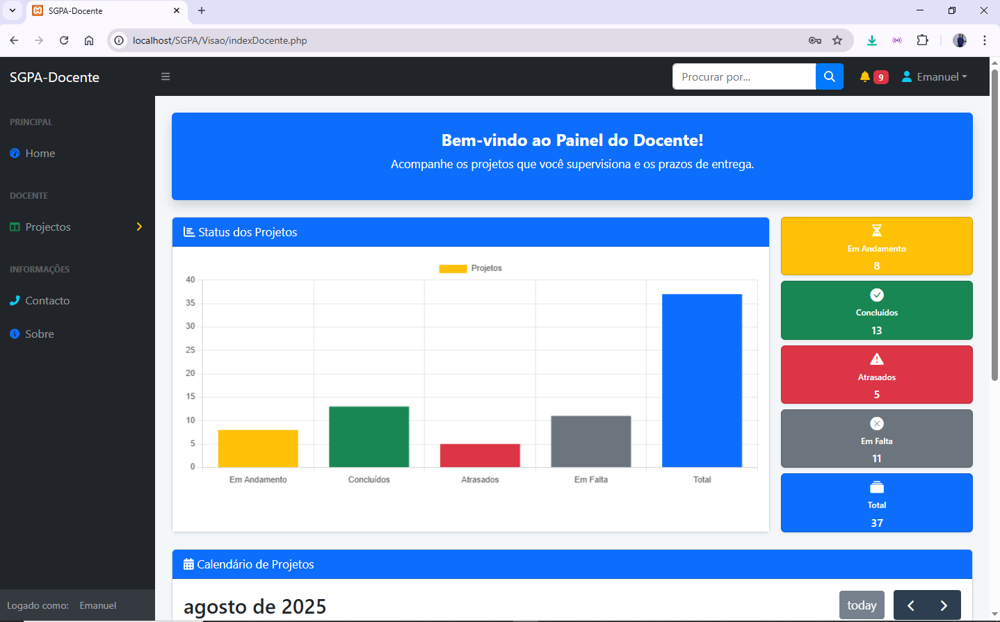 SGPA-Docente
localhost/SGPA/Visao/indexDocente.php
SGPA-Docente
Procurar por...
9
Emanuel
PRINCIPAL
Home
DOCENTE
Projectos
INFORMAÇÕES
Contacto
Sobre
Logado como: Emanuel
Bem-vindo ao Painel do Docente!
Acompanhe os projetos que você supervisiona e os prazos de entrega.
Status dos Projetos
Projetos
40
35
30
25
20
15
10
5
0
Em Andamento
Concluídos
Atrasados
Em Falta
Total
Em Andamento
8
Concluídos
13
Atrasados
5
Em Falta
11
Total
37
Calendário de Projetos
agosto de 2025
today